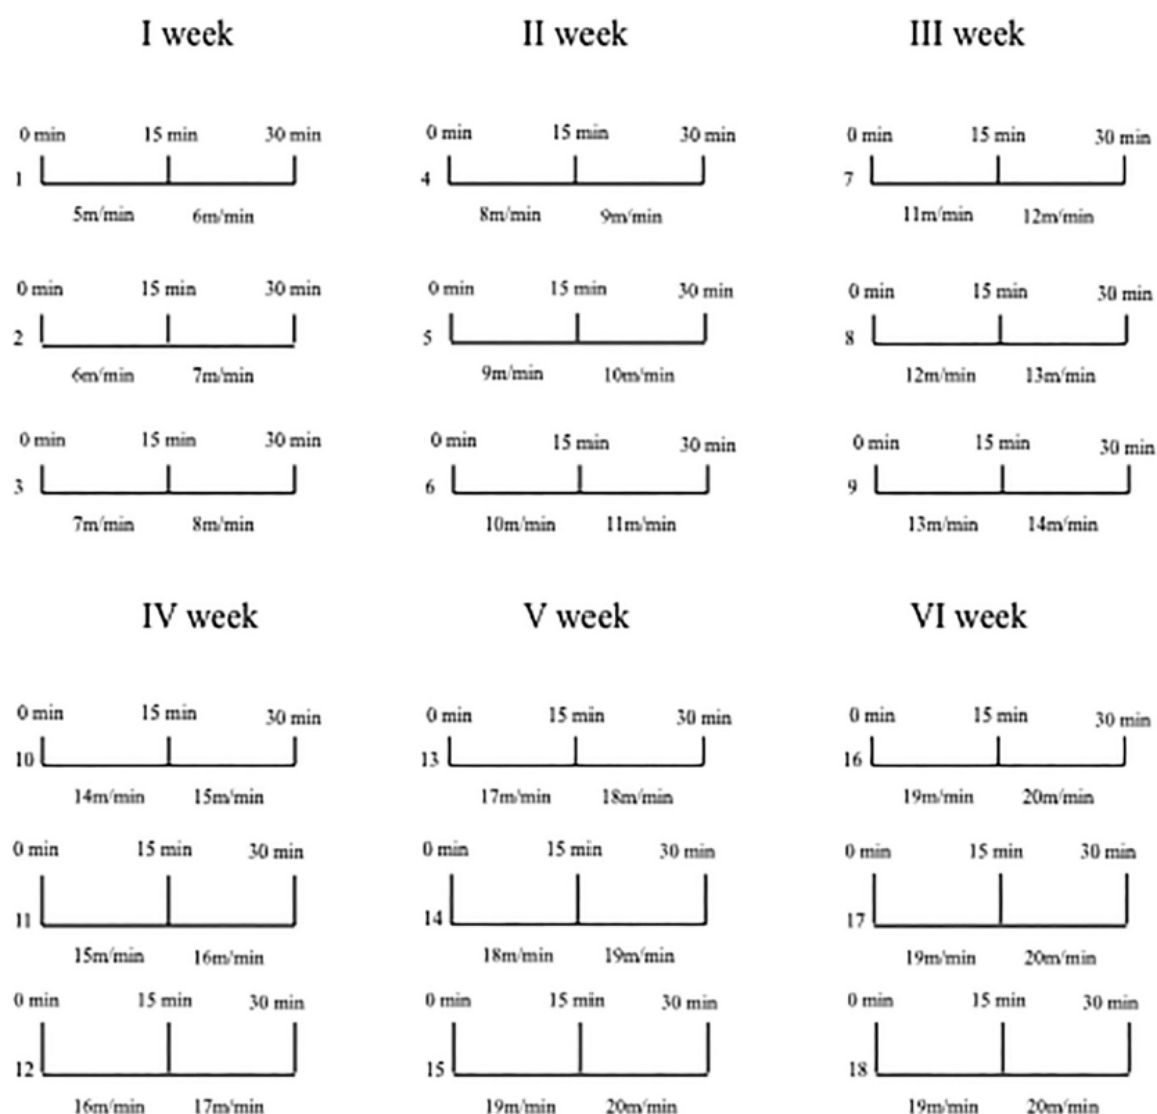 I week II week III week
0 min 15 min 30 min 0 min 15 min 30 min 0 min 15 min 30 min
1 4 7
5m/min 6m/min 8m/min 9m/min 11m/min 12m/min
0 min 15 min 30 min 0 min 15 min 30 min 0 min 15 min 30 min
2 5 8
6m/min 7m/min 9m/min 10m/min 12m/min 13m/min
0 min 15 min 30 min 0 min 15 min 30 min 0 min 15 min 30 min
3 6 9
7m/min 8m/min 10m/min 11m/min 13m/min 14m/min
IV week V week VI week
0 min 15 min 30 min 0 min 15 min 30 min 0 min 15 min 30 min
10 13 16
14m/min 15m/min 17m/min 18m/min 19m/min 20m/min
0 min 15 min 30 min 0 min 15 min 30 min 0 min 15 min 30 min
11 14 17
15m/min 16m/min 18m/min 19m/min 19m/min 20m/min
0 min 15 min 30 min 0 min 15 min 30 min 0 min 15 min 30 min
12 15 18
16m/min 17m/min 19m/min 20m/min 19m/min 20m/min